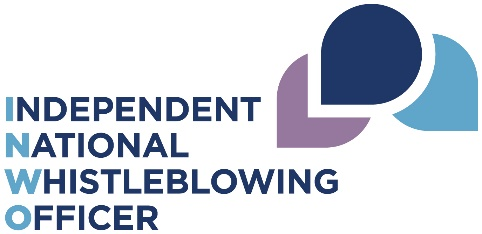 INDEPENDENT
NATIONAL
WHISTLEBLOWING
OFFICER